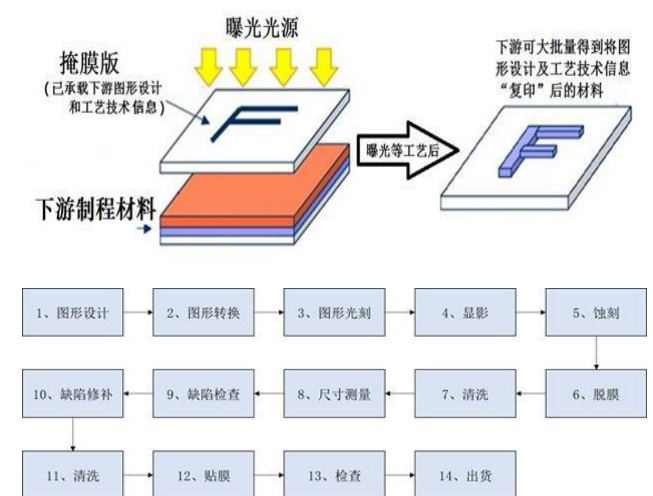 曝光光源
掩膜版
(已承载下游图形设计
和工艺技术信息)
下游制程材料
曝光等工艺后
下游可大批量得到将图
形设计及工艺技术信息
“复印”后的材料
1、图形设计
2、图形转换
3、图形光刻
4、显影
5、蚀刻
6、脱膜
7、清洗
8、尺寸测量
9、缺陷检查
10、缺陷修补
11、清洗
12、贴膜
13、检查
14、出货